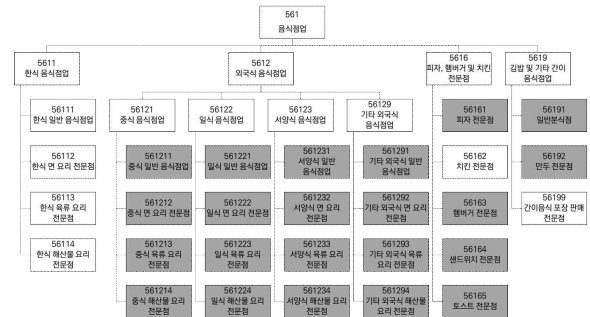 561
음식점업
5611
한식 음식점업
5612
외국식 음식점업
5616
피자, 햄버거 및 치킨
전문점
5619
김밥 및 기타 간이
음식점업
56111
한식 일반 음식점업
56121
중식 음식점업
56122
일식 음식점업
56123
서양식 음식점업
56129
기타 외국식
음식점업
56161
피자 전문점
56191
일반분식점
56112
한식 면 요리 전문점
561211
중식 일반 음식점업
561221
일식 일반 음식점업
561231
서양식 일반
음식점업
561291
기타 외국식 일반
음식점업
56162
치킨 전문점
56192
만두 전문점
56113
한식 육류 요리
전문점
561212
중식 면 요리 전문점
561222
일식 면 요리 전문점
561232
서양식 면 요리
전문점
561292
기타 외국식 면 요리
전문점
56163
햄버거 전문점
56199
간이음식 포장 판매
전문점
56114
한식 해산물 요리
전문점
561213
중식 육류 요리
전문점
561223
일식 육류 요리
전문점
561233
서양식 육류 요리
전문점
561293
기타 외국식 육류
요리 전문점
56164
샌드위치 전문점
561214
중식 해산물 요리
전문점
561224
일식 해산물 요리
전문점
561234
서양식 해산물 요리
전문점
561294
기타 외국식 해산물
요리 전문점
56165
토스트 전문점